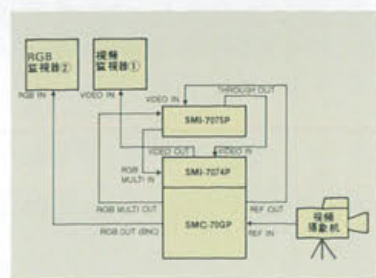 RGB
监视器②
视频
监视器①
RGB IN
VIDEO IN
VIDEO IN
THROUGH OUT
SMI-7075P
VIDEO OUT
VIDEO IN
RGB
MULTI IN
SMI-7074P
RGB MULTI OUT
REF OUT
SMC-70GP
RGB OUT (BNC)
REF IN
视频
摄象机